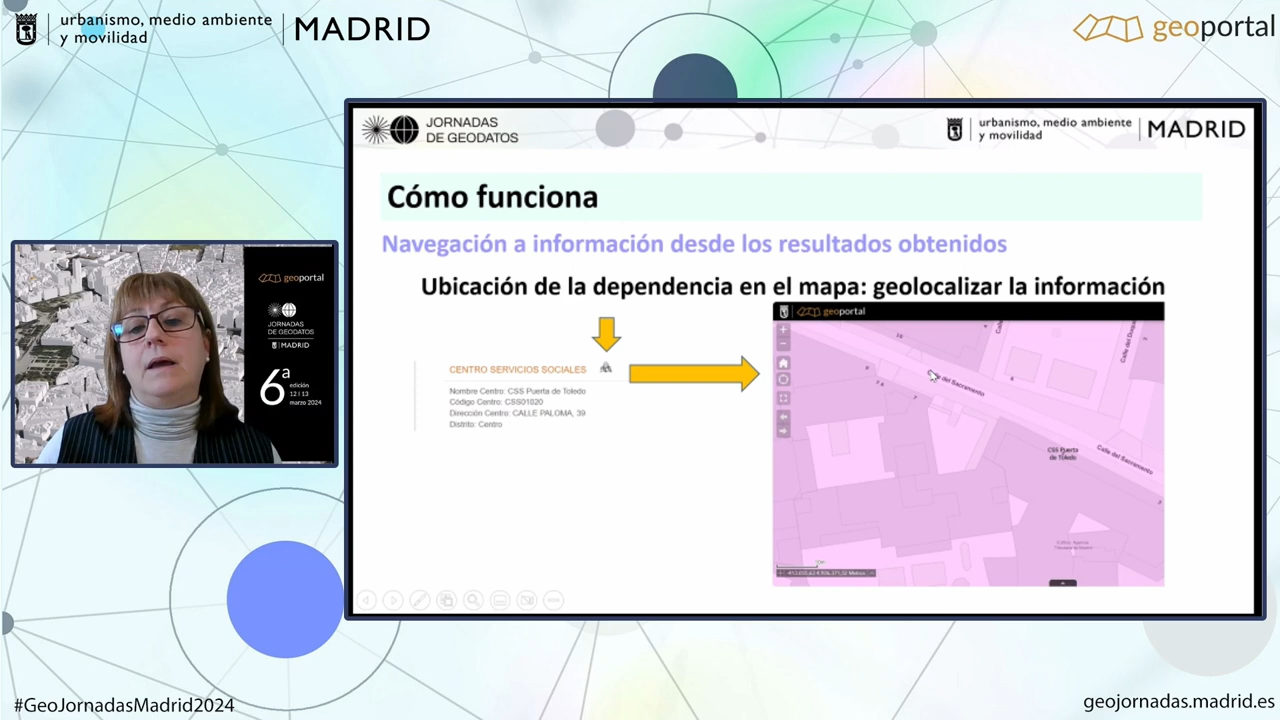 urbanismo, medio ambiente
y movilidad
MADRID
geoportal
JORNADAS
DE GEODATOS
urbanismo, medio ambiente
y movilidad
MADRID
Cómo funciona
Navegación a información desde los resultados obtenidos
Ubicación de la dependencia en el mapa: geolocalizar la información
CENTRO SERVICIOS SOCIALES
Nombre Centro: CSS Puerta de Toledo
Código Centro: CSS01020
Dirección Centro: CALLE PALOMA, 39
Distrito: Centro
geoportal
Calle del Sacramento
CSS Puerta
de Toledo
Calle del Sacramento
geoportal
JORNADAS
DE GEODATOS
MADRID
6ª
edición
12 | 13
marzo 2024
#GeoJornadasMadrid2024
geojornadas.madrid.es